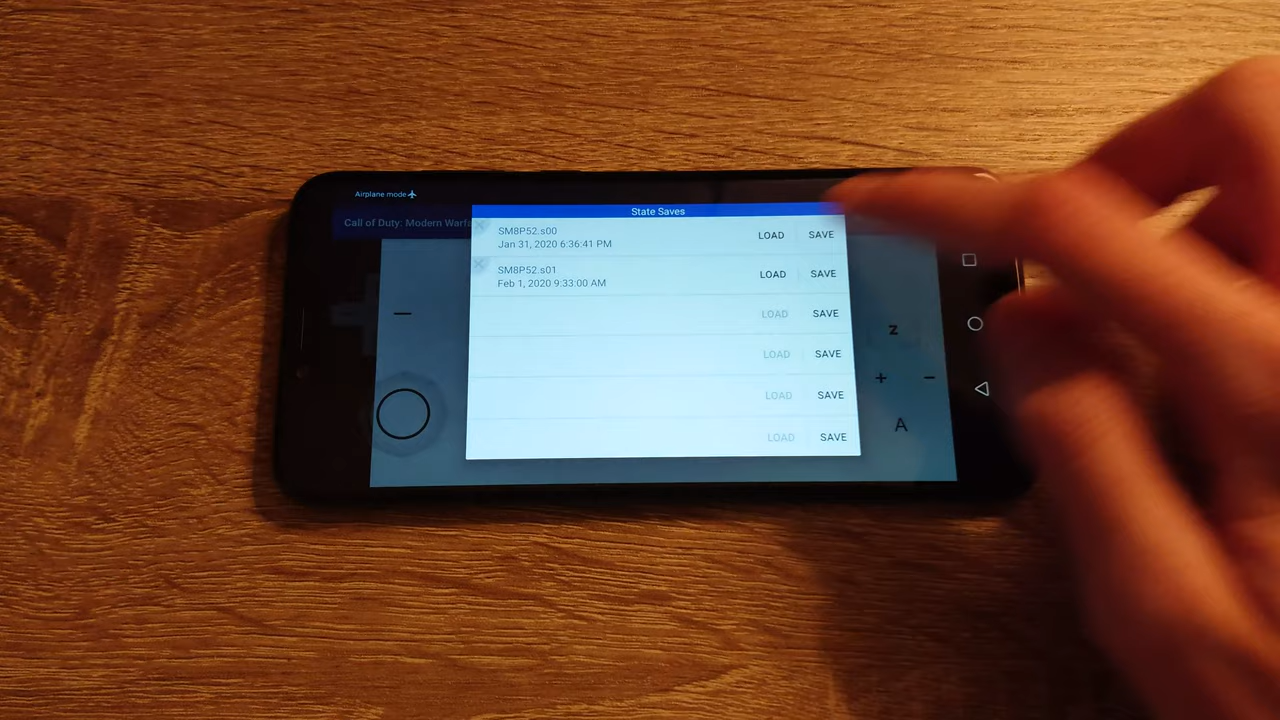 Airplane mode
Call of Duty: Modern Warfa
State Saves
SM8P52.s00
Jan 31, 2020 6:36:41 PM
LOAD SAVE
SM8P52.s01
Feb 1, 2020 9:33:00 AM
LOAD SAVE
LOAD SAVE
LOAD SAVE
LOAD SAVE
LOAD SAVE
Z
+ −
A
−